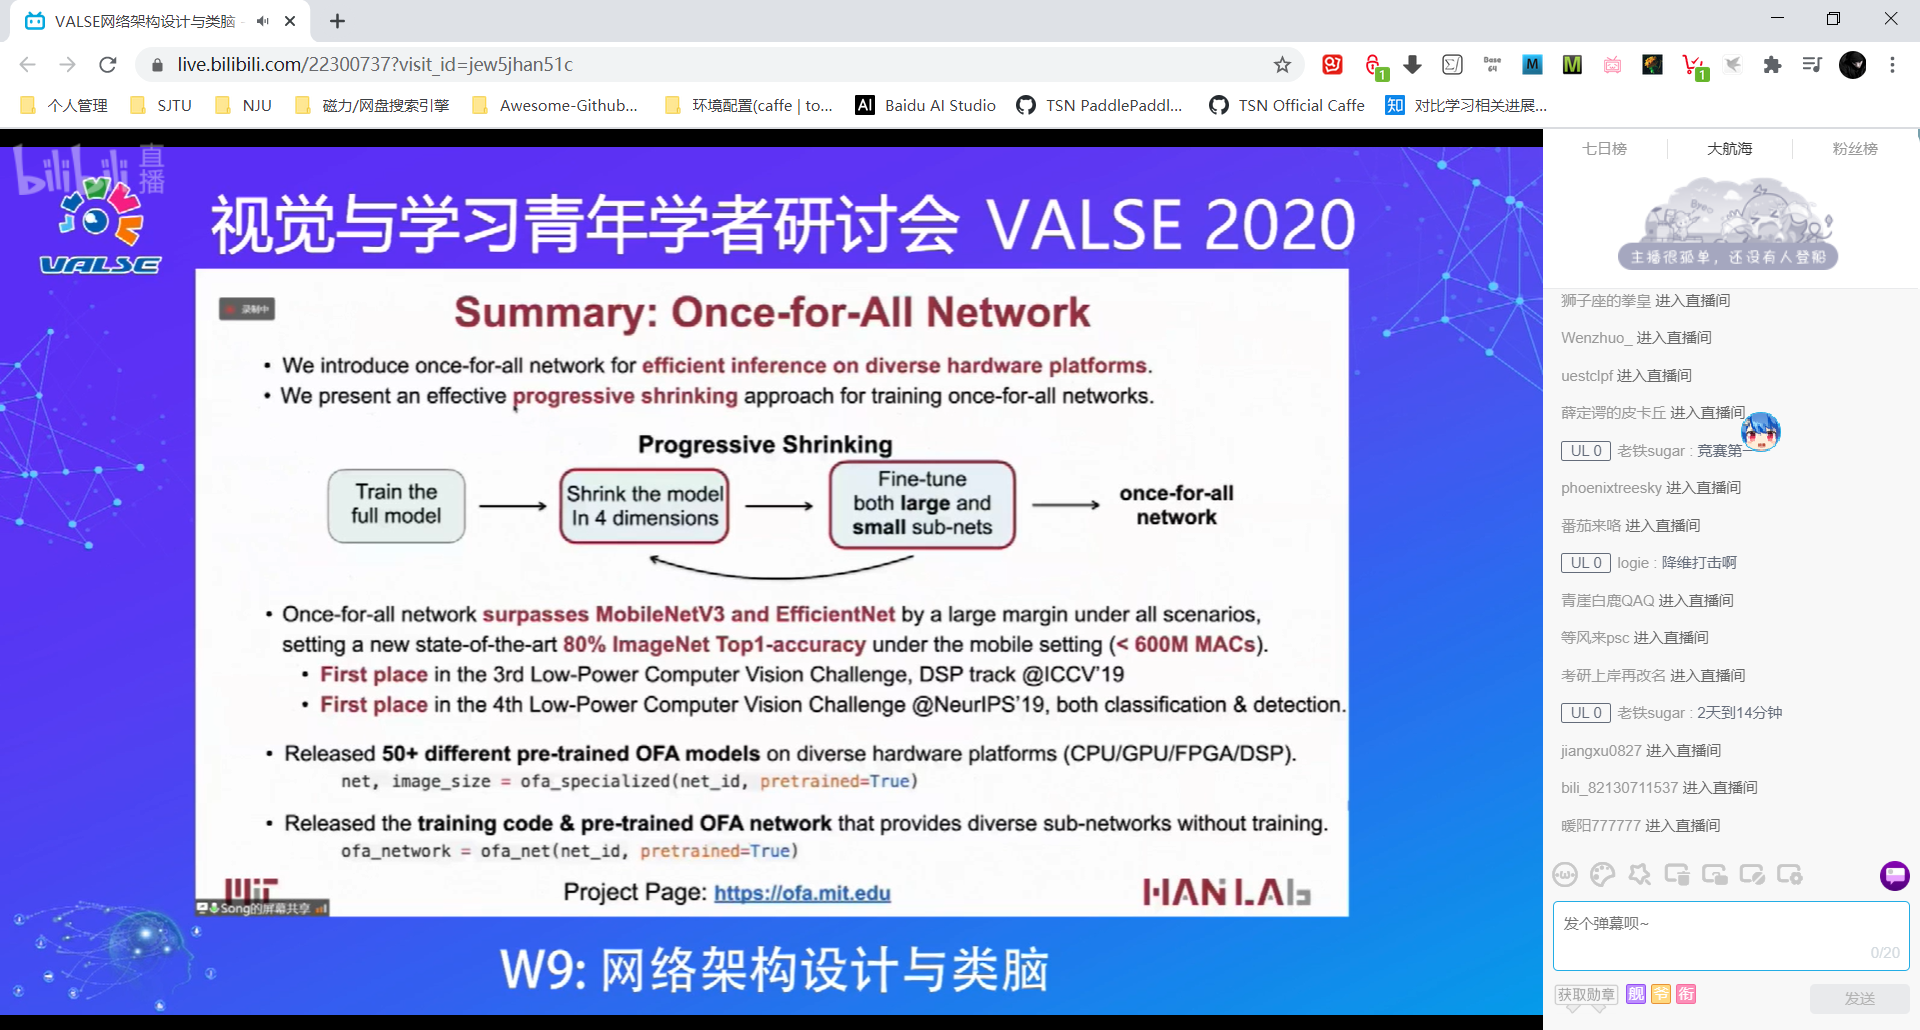 VALSE网络架构设计与类脑
live.bilibili.com/22300737?visit_id=jew5jhan51c
个人管理 SJTU NJU 磁力/网盘搜索引擎 Awesome-Github... 环境配置(caffe | to... Baidu AI Studio TSN PaddlePaddl... TSN Official Caffe 对比学习相关进展...
bilibili 直播
VALSE
视觉与学习青年学者研讨会 VALSE 2020
录制中
Summary: Once-for-All Network
• We introduce once-for-all network for efficient inference on diverse hardware platforms.
• We present an effective progressive shrinking approach for training once-for-all networks.
Progressive Shrinking
Train the
full model
Shrink the model
In 4 dimensions
Fine-tune
both large and
small sub-nets
once-for-all
network
• Once-for-all network surpasses MobileNetV3 and EfficientNet by a large margin under all scenarios,
setting a new state-of-the-art 80% ImageNet Top1-accuracy under the mobile setting (< 600M MACs).
• First place in the 3rd Low-Power Computer Vision Challenge, DSP track @ICCV'19
• First place in the 4th Low-Power Computer Vision Challenge @NeurIPS'19, both classification & detection.
• Released 50+ different pre-trained OFA models on diverse hardware platforms (CPU/GPU/FPGA/DSP).
net, image_size = ofa_specialized(net_id, pretrained=True)
• Released the training code & pre-trained OFA network that provides diverse sub-networks without training.
ofa_network = ofa_net(net_id, pretrained=True)
MIT
Project Page: https://ofa.mit.edu
HAN LAb
Song的屏幕共享
W9: 网络架构设计与类脑
七日榜 大航海 粉丝榜
主播很孤单，还没有人登船
狮子座的拳皇 进入直播间
Wenzhuo_ 进入直播间
uestclpf 进入直播间
薛定谔的皮卡丘 进入直播间
UL 0 老铁sugar : 竞赛第一
phoenixtreesky 进入直播间
番茄来咯 进入直播间
UL 0 logie : 降维打击啊
青崖白鹿QAQ 进入直播间
等风来psc 进入直播间
考研上岸再改名 进入直播间
UL 0 老铁sugar : 2天到14分钟
jiangxu0827 进入直播间
bili_82130711537 进入直播间
暖阳777777 进入直播间
发个弹幕呗~
0/20
获取勋章 舰 爷 衔
发送